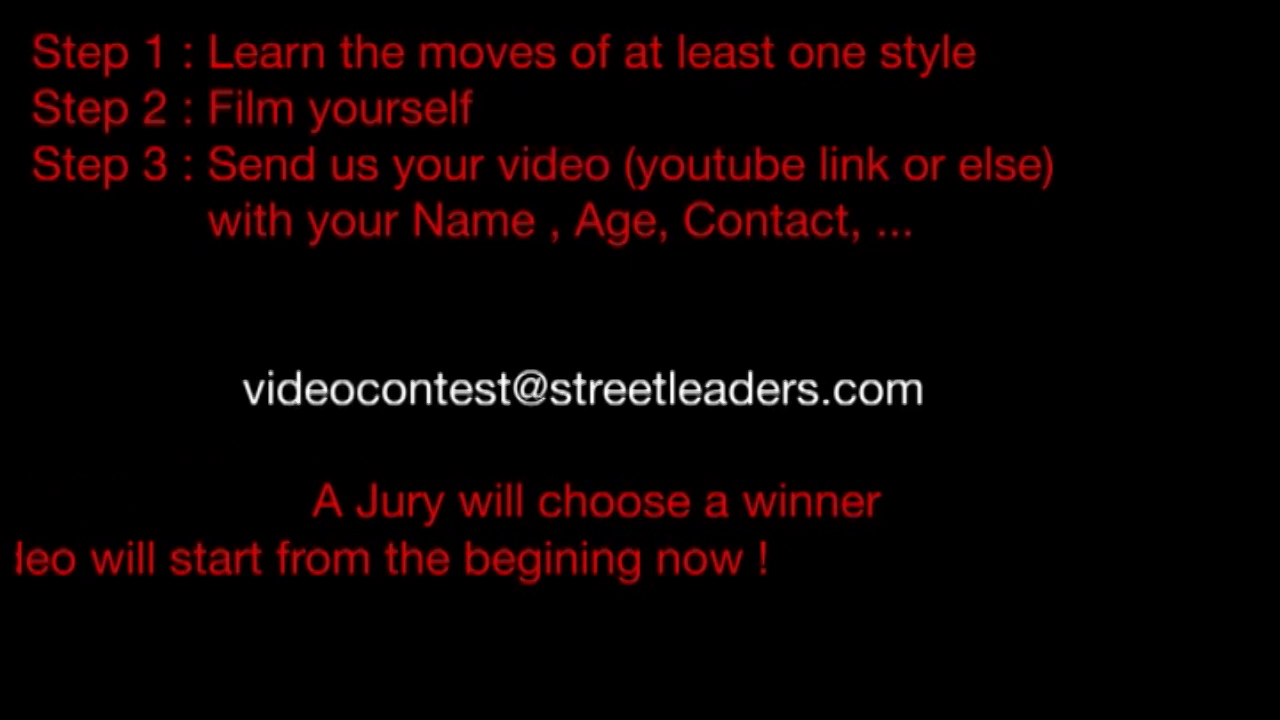 Step 1 : Learn the moves of at least one style
Step 2 : Film yourself
Step 3 : Send us your video (youtube link or else)
with your Name , Age, Contact, ...
videocontest@streetleaders.com
A Jury will choose a winner
will start from the begining now !